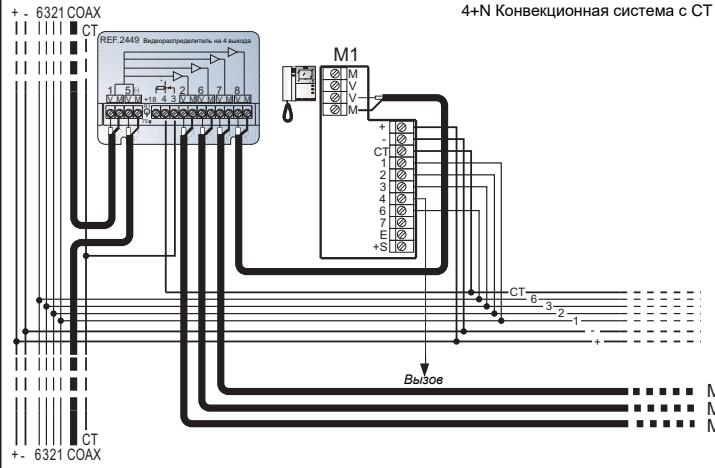 + - 6321 COAX
4+N Конвекционная система с CT
CT
REF.2449 Видеораспределитель на 4 выхода
M1
1 5 2 6 7 8
V M V M +18 4 3 V M V M V M V M
75
M
V
V
M
+
-
CT
1
2
3
4
6
7
E
+S
CT
6
3
2
1
-
+
Вызов
M
M
M
CT
+ - 6321 COAX